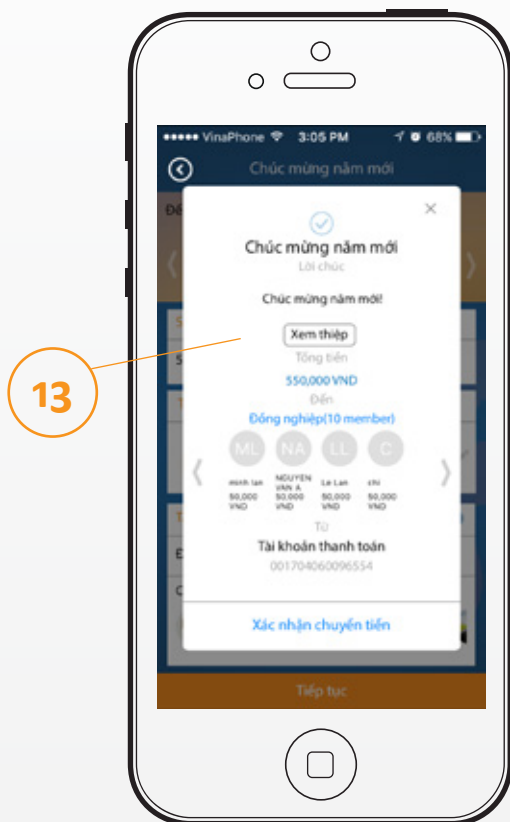 VinaPhone 3:05 PM 68%
Chúc mừng năm mới
Chúc mừng năm mới
Lời chúc
Chúc mừng năm mới!
Xem thiệp
Tổng tiền
550,000 VND
Đến
Đồng nghiệp(10 member)
ML NA LL C
minh lan NGUYEN VAN A Le Lan chi
50,000 VND 50,000 VND 50,000 VND 50,000 VND
Từ
Tài khoản thanh toán
001704060096554
Xác nhận chuyển tiền
Tiếp tục
13